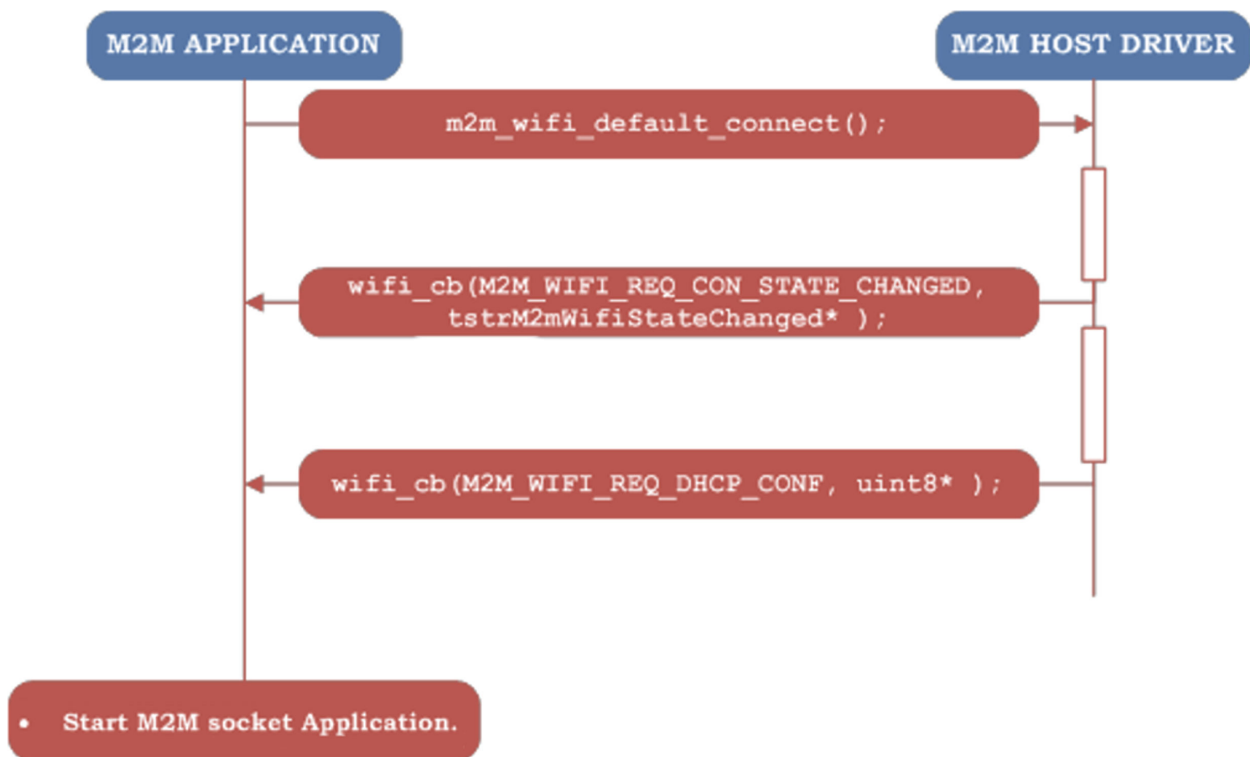 M2M APPLICATION
M2M HOST DRIVER
m2m_wifi_default_connect();
wifi_cb(M2M_WIFI_REQ_CON_STATE_CHANGED,
tstrM2mWifiStateChanged* );
wifi_cb(M2M_WIFI_REQ_DHCP_CONF, uint8* );
• Start M2M socket Application.